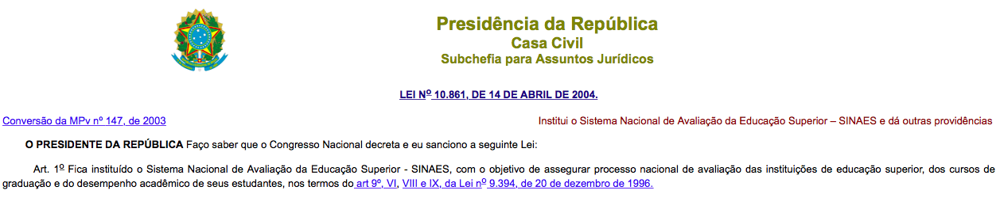 Presidência da República
Casa Civil
Subchefia para Assuntos Jurídicos
LEI Nº 10.861, DE 14 DE ABRIL DE 2004.
Conversão da MPv nº 147, de 2003
Institui o Sistema Nacional de Avaliação da Educação Superior – SINAES e dá outras providências
O PRESIDENTE DA REPÚBLICA Faço saber que o Congresso Nacional decreta e eu sanciono a seguinte Lei:
Art. 1º Fica instituído o Sistema Nacional de Avaliação da Educação Superior - SINAES, com o objetivo de assegurar processo nacional de avaliação das instituições de educação superior, dos cursos de
graduação e do desempenho acadêmico de seus estudantes, nos termos do art 9º, VI, VIII e IX, da Lei nº 9.394, de 20 de dezembro de 1996.